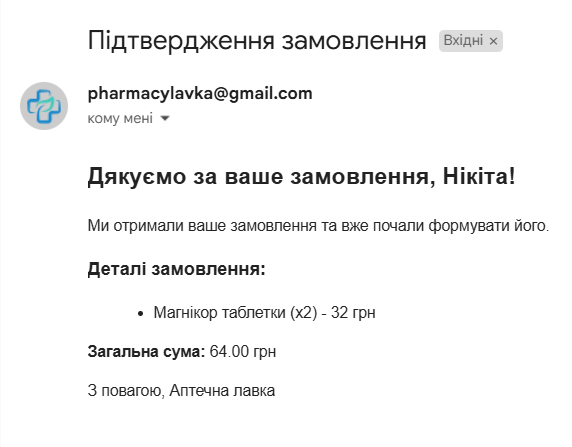 Підтвердження замовлення Вхідні ×
pharmacylavka@gmail.com
кому мені
Дякуємо за ваше замовлення, Нікіта!
Ми отримали ваше замовлення та вже почали формувати його.
Деталі замовлення:
• Магнікор таблетки (x2) - 32 грн
Загальна сума: 64.00 грн
З повагою, Аптечна лавка